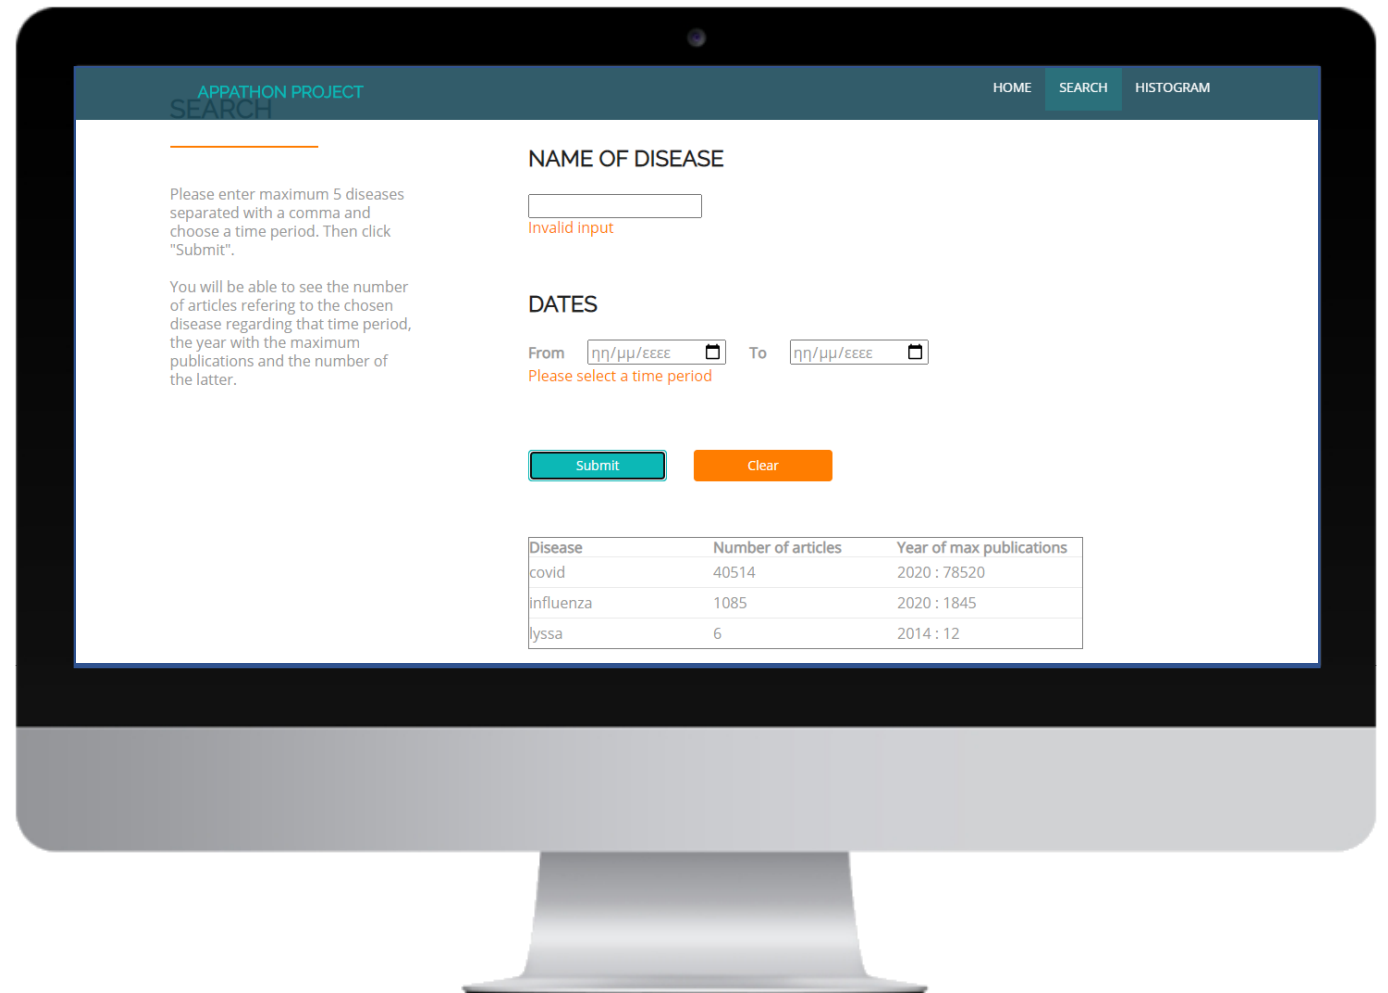 APPATHON PROJECT
HOME SEARCH HISTOGRAM
SEARCH
Please enter maximum 5 diseases
separated with a comma and
choose a time period. Then click
"Submit".
You will be able to see the number
of articles refering to the chosen
disease regarding that time period,
the year with the maximum
publications and the number of
the latter.
NAME OF DISEASE
Invalid input
DATES
From ηη/μμ/εεεε To ηη/μμ/εεεε
Please select a time period
Submit Clear
Disease Number of articles Year of max publications
covid 40514 2020 : 78520
influenza 1085 2020 : 1845
lyssa 6 2014 : 12